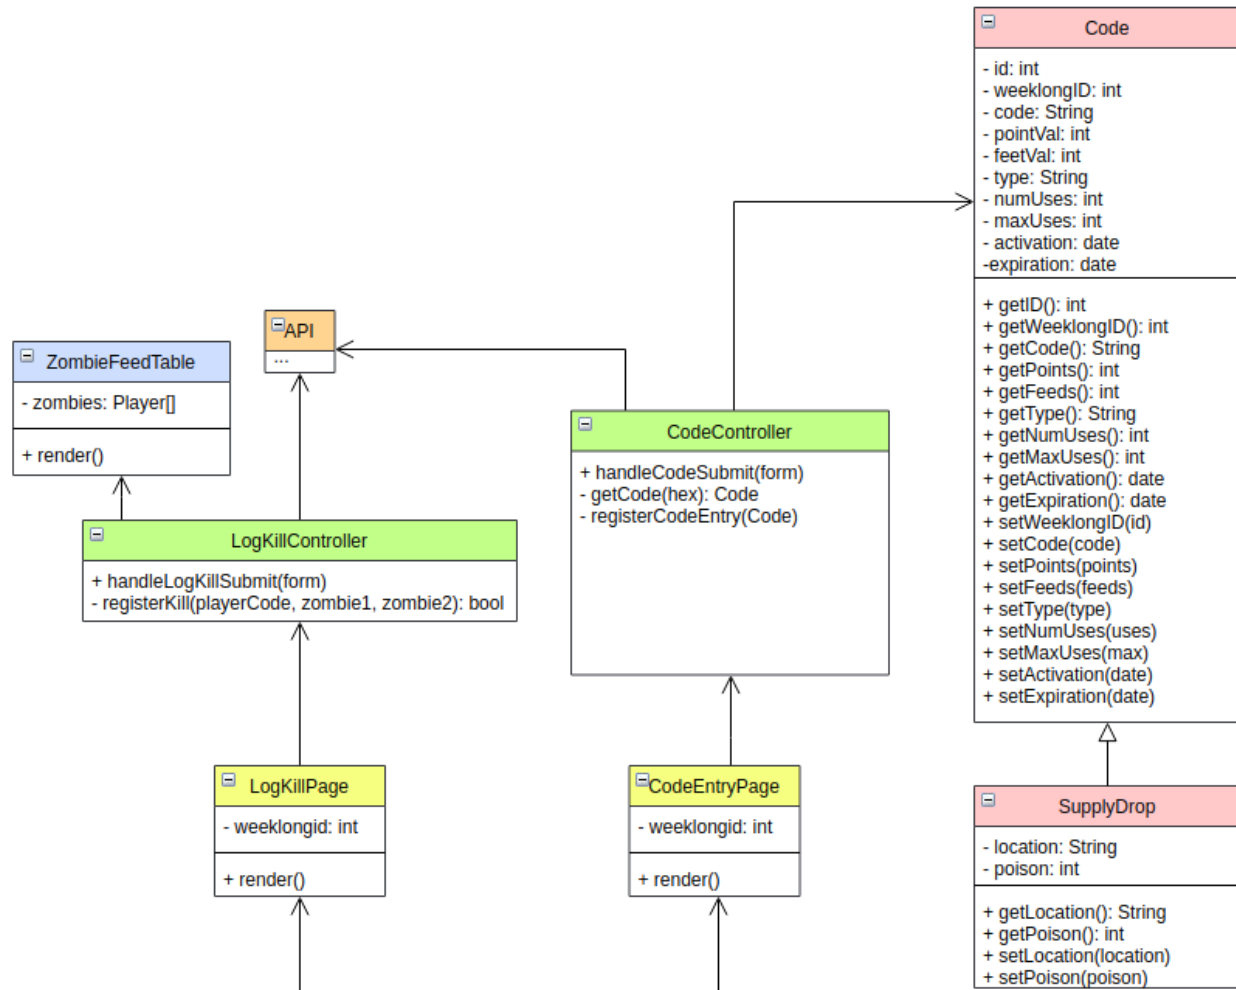 Code
- id: int
- weeklongID: int
- code: String
- pointVal: int
- feetVal: int
- type: String
- numUses: int
- maxUses: int
- activation: date
-expiration: date
+ getID(): int
+ getWeeklongID(): int
+ getCode(): String
+ getPoints(): int
+ getFeeds(): int
+ getType(): String
+ getNumUses(): int
+ getMaxUses(): int
+ getActivation(): date
+ getExpiration(): date
+ setWeeklongID(id)
+ setCode(code)
+ setPoints(points)
+ setFeeds(feeds)
+ setType(type)
+ setNumUses(uses)
+ setMaxUses(max)
+ setActivation(date)
+ setExpiration(date)
API
...
ZombieFeedTable
- zombies: Player[]
+ render()
CodeController
+ handleCodeSubmit(form)
- getCode(hex): Code
- registerCodeEntry(Code)
LogKillController
+ handleLogKillSubmit(form)
- registerKill(playerCode, zombie1, zombie2): bool
LogKillPage
- weeklongid: int
+ render()
CodeEntryPage
- weeklongid: int
+ render()
SupplyDrop
- location: String
- poison: int
+ getLocation(): String
+ getPoison(): int
+ setLocation(location)
+ setPoison(poison)